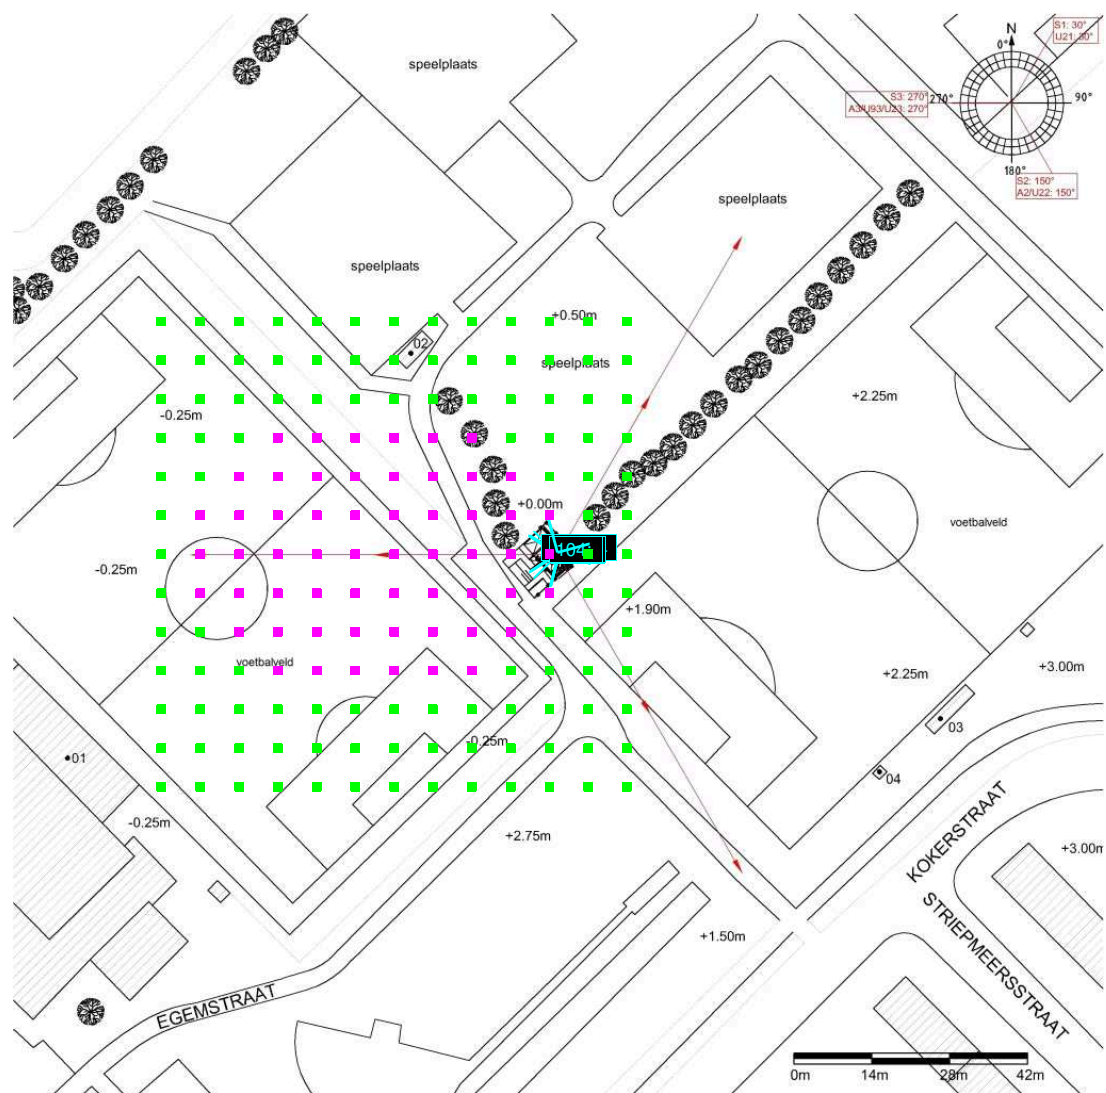 speelplaats
N
0°
S1: 30°
U21: 30°
S3: 270°
A3/U93/U23: 270°
270°
90°
180°
S2: 150°
A2/U22: 150°
speelplaats
speelplaats
+0.50m
02
speelplaats
-0.25m
+2.25m
+0.00m
voetbalveld
104
-0.25m
+1.90m
voetbalveld
+3.00m
+2.25m
03
-0.25m
01
04
-0.25m
+2.75m
KOKERSTRAAT
+3.00m
STRIEPMEERSSTRAAT
+1.50m
EGEMSTRAAT
0m
14m
28m
42m